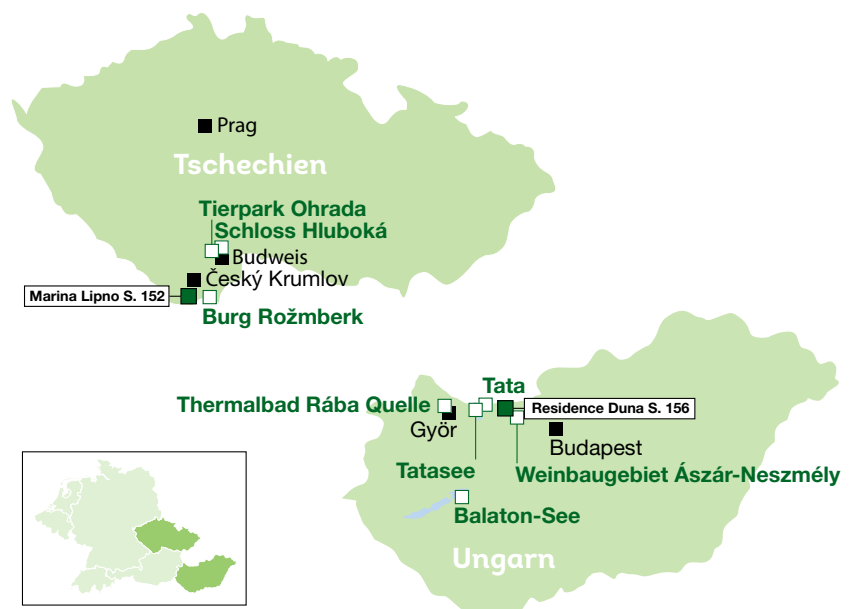 Prag
Tschechien
Tierpark Ohrada
Schloss Hluboká
Budweis
Český Krumlov
Marina Lipno S. 152
Burg Rožmberk
Tata
Thermalbad Rába Quelle
Residence Duna S. 156
Györ
Budapest
Tatasee
Weinbaugebiet Ászár-Neszmély
Balaton-See
Ungarn